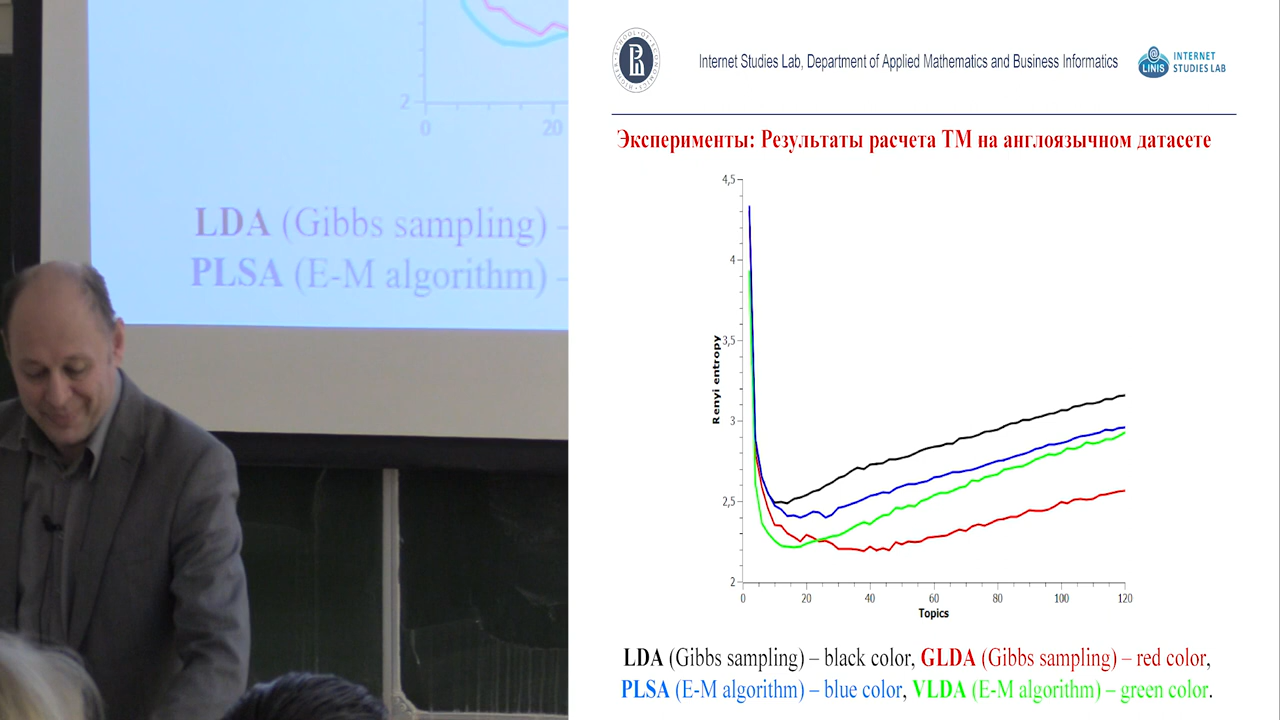 2
0
20
LDA (Gibbs sampling) –
PLSA (E-M algorithm) –
Internet Studies Lab, Department of Applied Mathematics and Business Informatics
LINIS
INTERNET
STUDIES LAB
Эксперименты: Результаты расчета ТМ на англоязычном датасете
4,5
4
3,5
3
2,5
2
Renyi entropy
0 20 40 60 80 100 120
Topics
LDA (Gibbs sampling) – black color, GLDA (Gibbs sampling) – red color,
PLSA (E-M algorithm) – blue color, VLDA (E-M algorithm) – green color.